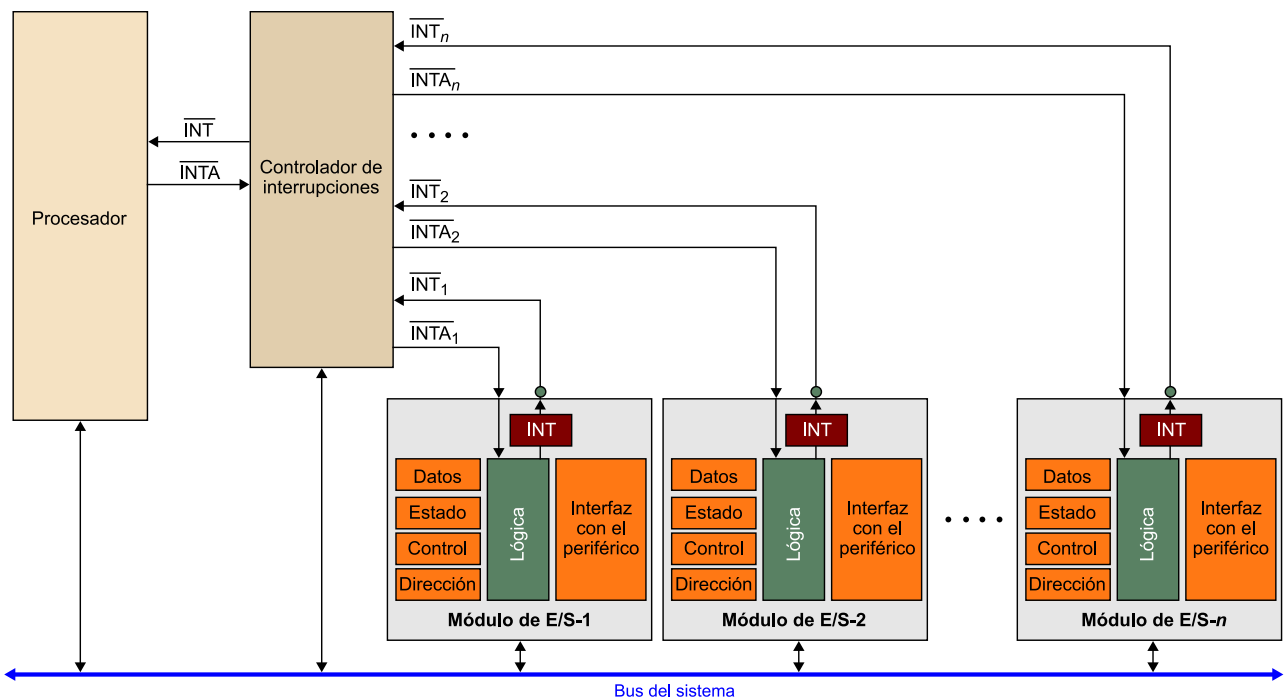 Procesador
INT
INTA
Controlador de
interrupciones
INTn
INTAn
INT2
INTA2
INT1
INTA1
INT
Datos
Estado
Control
Dirección
Lógica
Interfaz
con el
periférico
Módulo de E/S-1
INT
Datos
Estado
Control
Dirección
Lógica
Interfaz
con el
periférico
Módulo de E/S-2
INT
Datos
Estado
Control
Dirección
Lógica
Interfaz
con el
periférico
Módulo de E/S-n
Bus del sistema